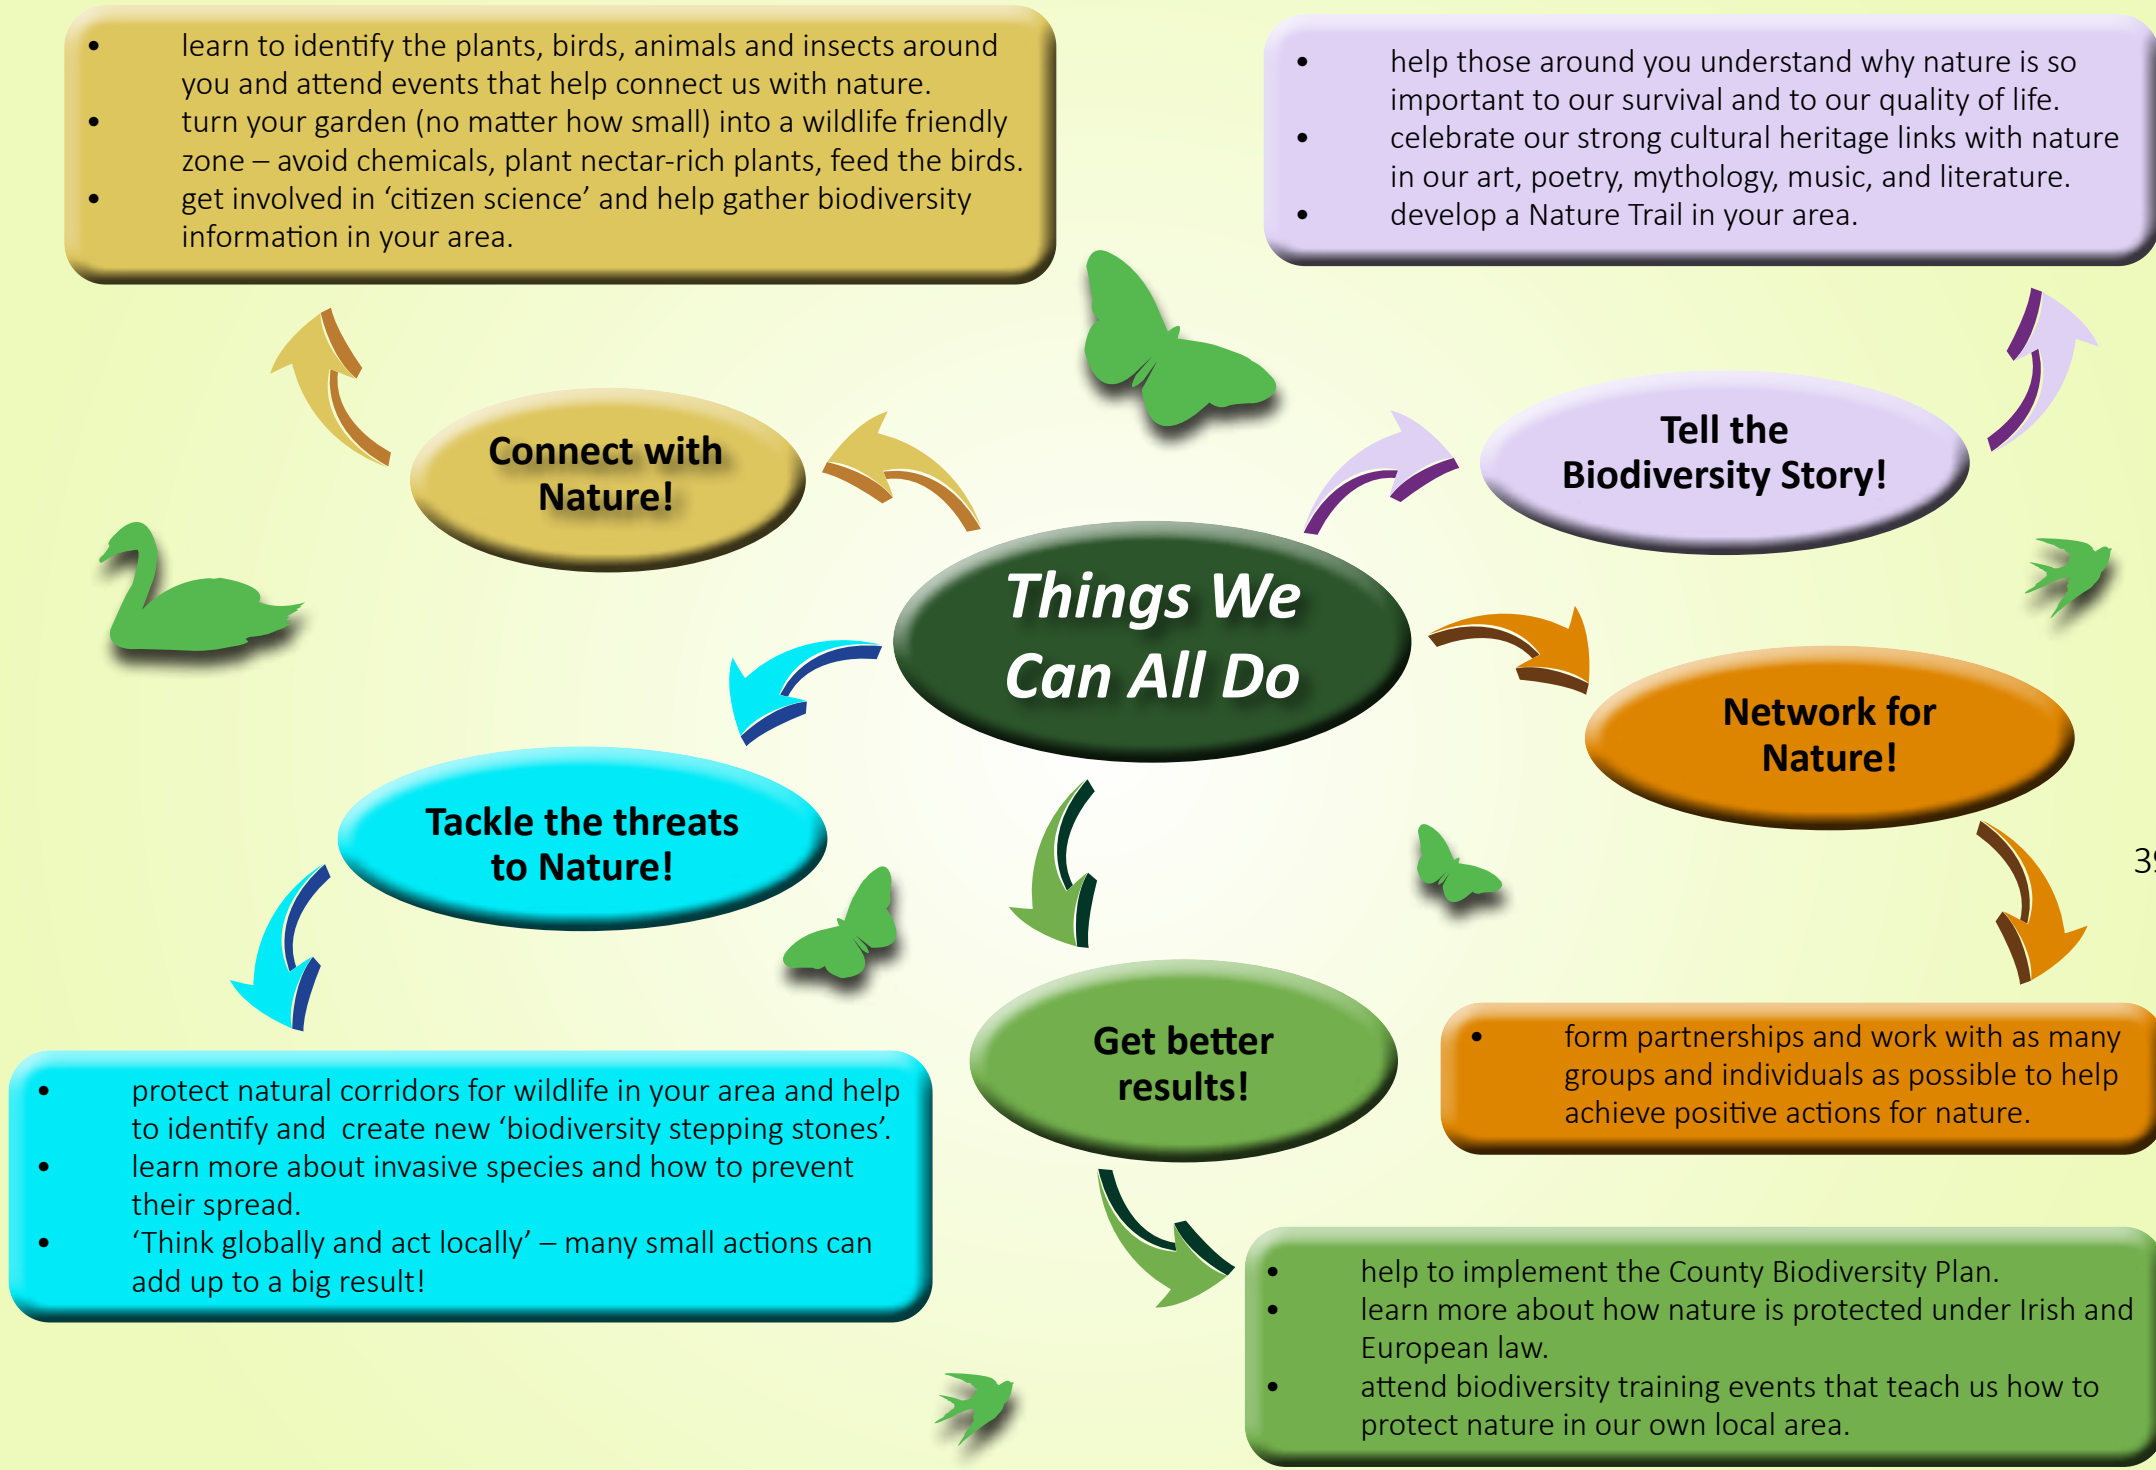 • learn to identify the plants, birds, animals and insects around
you and attend events that help connect us with nature.
• turn your garden (no matter how small) into a wildlife friendly
zone – avoid chemicals, plant nectar-rich plants, feed the birds.
• get involved in ‘citizen science’ and help gather biodiversity
information in your area.
• help those around you understand why nature is so
important to our survival and to our quality of life.
• celebrate our strong cultural heritage links with nature
in our art, poetry, mythology, music, and literature.
• develop a Nature Trail in your area.
Connect with
Nature!
Tell the
Biodiversity Story!
Things We
Can All Do
Network for
Nature!
Tackle the threats
to Nature!
Get better
results!
• form partnerships and work with as many
groups and individuals as possible to help
achieve positive actions for nature.
• protect natural corridors for wildlife in your area and help
to identify and  create new ‘biodiversity stepping stones’.
• learn more about invasive species and how to prevent
their spread.
• ‘Think globally and act locally’ – many small actions can
add up to a big result!
• help to implement the County Biodiversity Plan.
• learn more about how nature is protected under Irish and
European law.
• attend biodiversity training events that teach us how to
protect nature in our own local area.